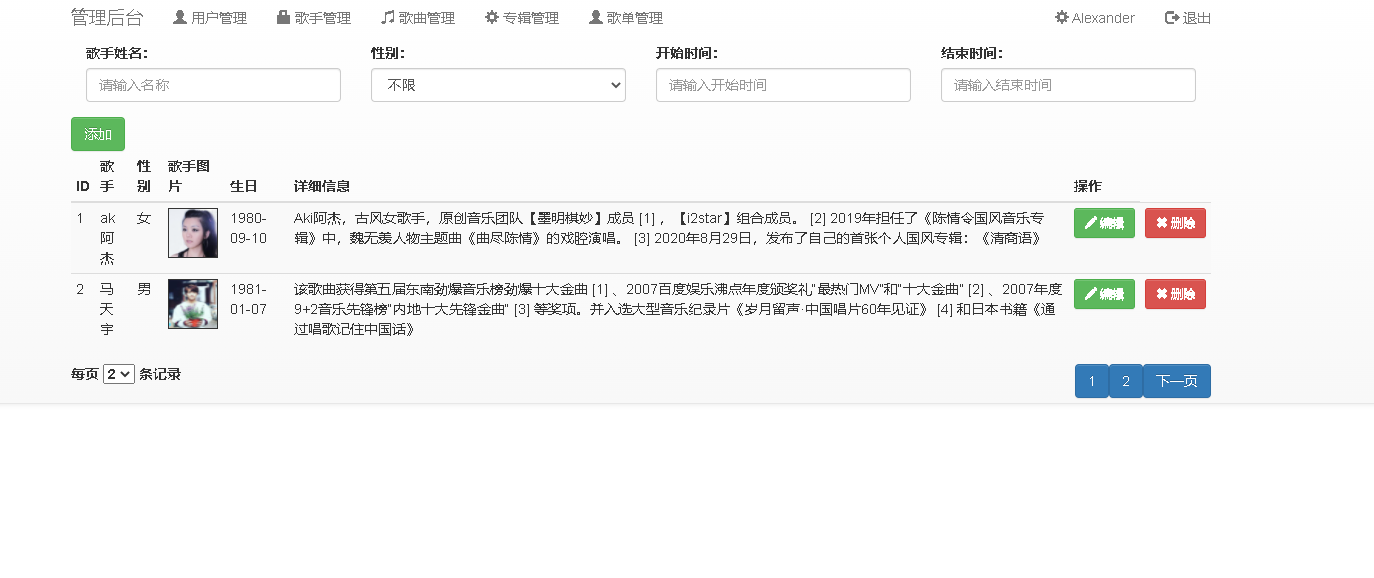 管理后台 用户管理 歌手管理 歌曲管理 专辑管理 歌单管理 Alexander 退出
歌手姓名: 性别: 开始时间: 结束时间:
请输入名称 不限 请输入开始时间 请输入结束时间
添加
ID 歌手 性别 歌手图片 生日 详细信息 操作
1 ak阿杰 女 1980-09-10 Aki阿杰，古风女歌手，原创音乐团队【墨明棋妙】成员 [1] ，【i2star】组合成员。 [2] 2019年担任了《陈情令国风音乐专
辑》中，魏无羡人物主题曲《曲尽陈情》的戏腔演唱。 [3] 2020年8月29日，发布了自己的首张个人国风专辑：《清商语》
编辑 删除
2 马天宇 男 1981-01-07 该歌曲获得第五届东南劲爆音乐榜劲爆十大金曲 [1] 、2007百度娱乐沸点年度颁奖礼“最热门MV”和“十大金曲” [2] 、2007年度
9+2音乐先锋榜“内地十大先锋金曲” [3] 等奖项。并入选大型音乐纪录片《岁月留声·中国唱片60年见证》 [4] 和日本书籍《通
过唱歌记住中国话》
编辑 删除
每页 2 条记录 1 2 下一页